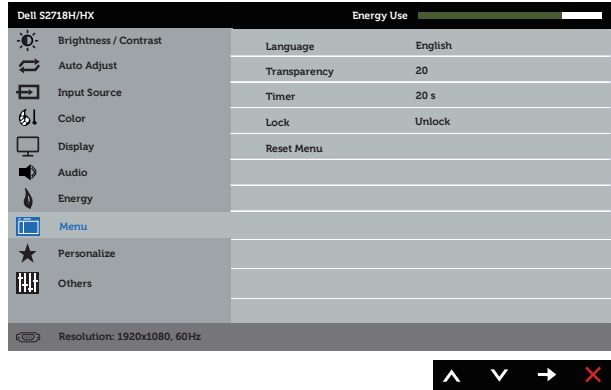 Dell S2718H/HX Energy Use
Brightness / Contrast
Auto Adjust
Input Source
Color
Display
Audio
Energy
Menu
Personalize
Others
Language English
Transparency 20
Timer 20 s
Lock Unlock
Reset Menu
Resolution: 1920x1080, 60Hz